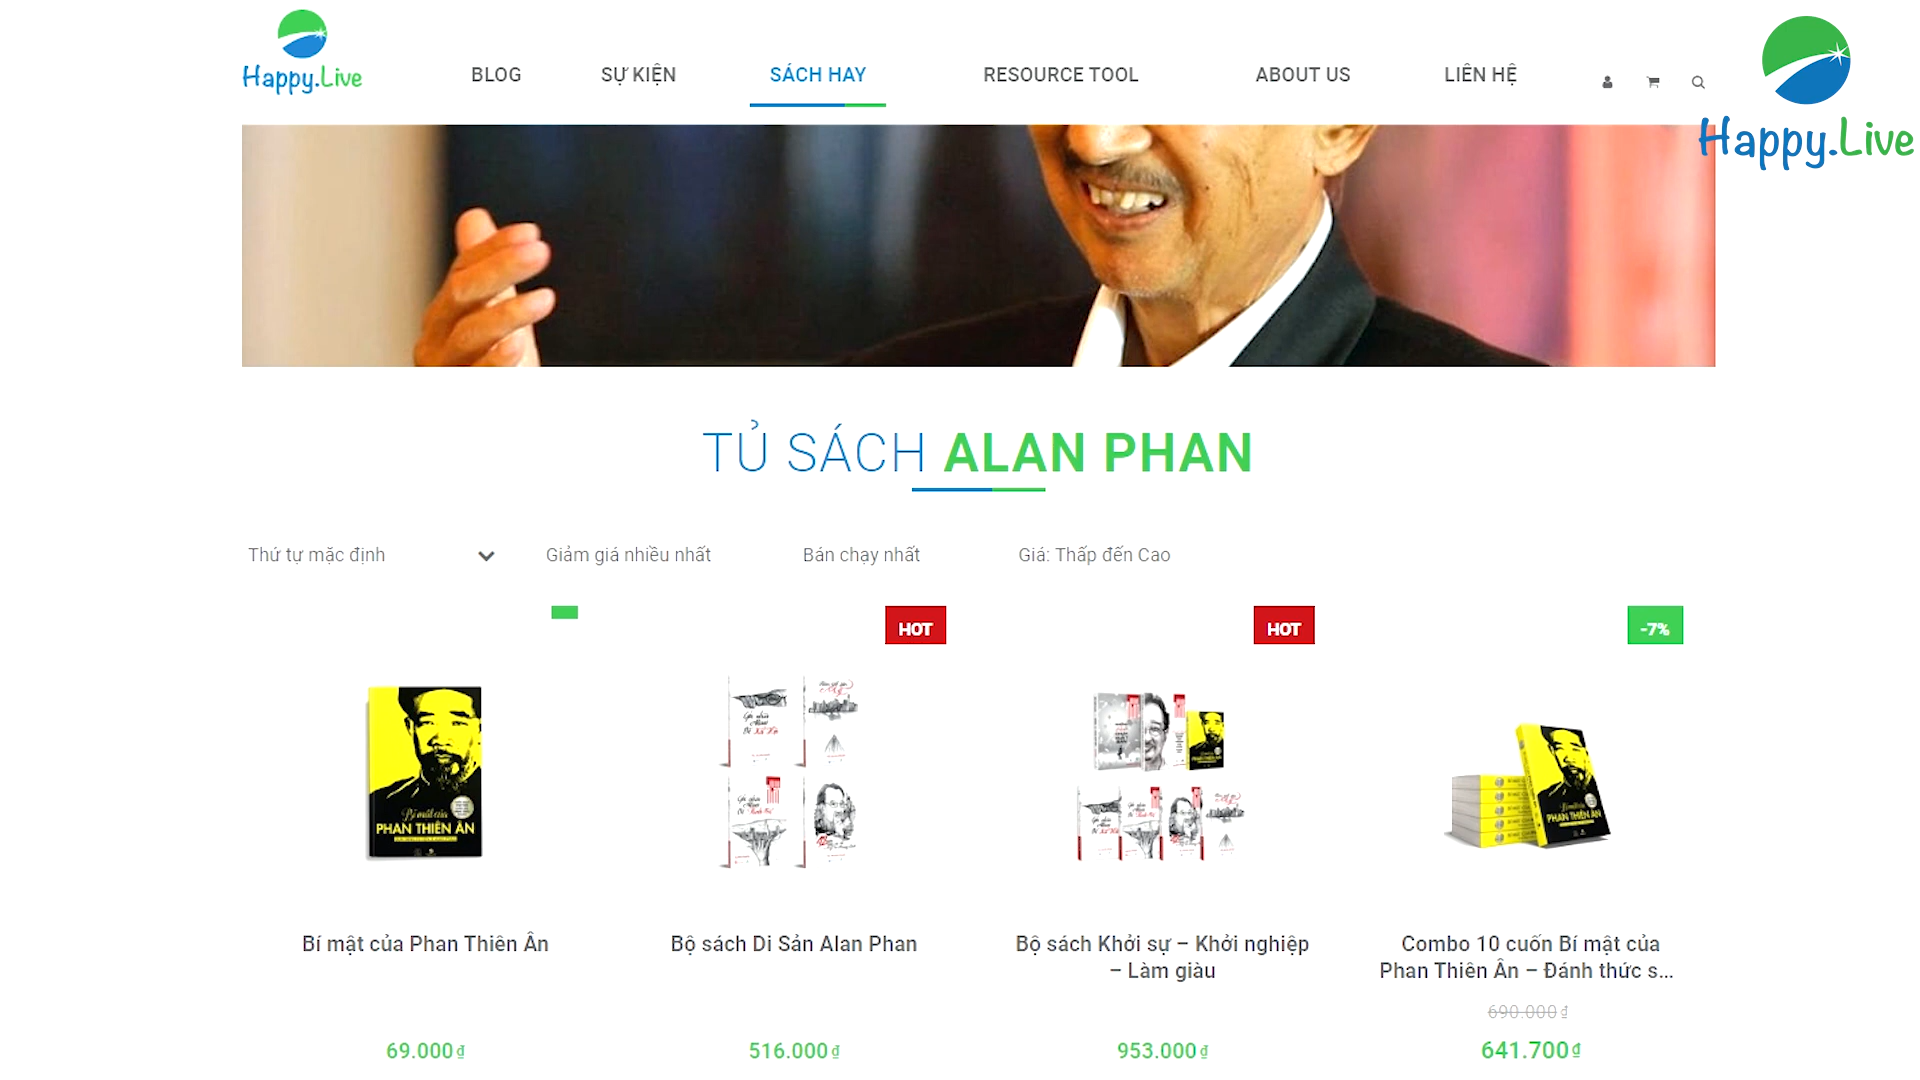 Happy.Live
BLOG
SỰ KIỆN
SÁCH HAY
RESOURCE TOOL
ABOUT US
LIÊN HỆ
Happy.Live
TỦ SÁCH ALAN PHAN
Thứ tự mặc định
Giảm giá nhiều nhất
Bán chạy nhất
Giá: Thấp đến Cao
HOT
HOT
-7%
Bí mật của
PHAN THIÊN ÂN
PHAN THIÊN ÂN
Bí mật của Phan Thiên Ân
Bộ sách Di Sản Alan Phan
Bộ sách Khởi sự – Khởi nghiệp
– Làm giàu
Combo 10 cuốn Bí mật của
Phan Thiên Ân – Đánh thức s...
690.000₫
69.000₫
516.000₫
953.000₫
641.700₫